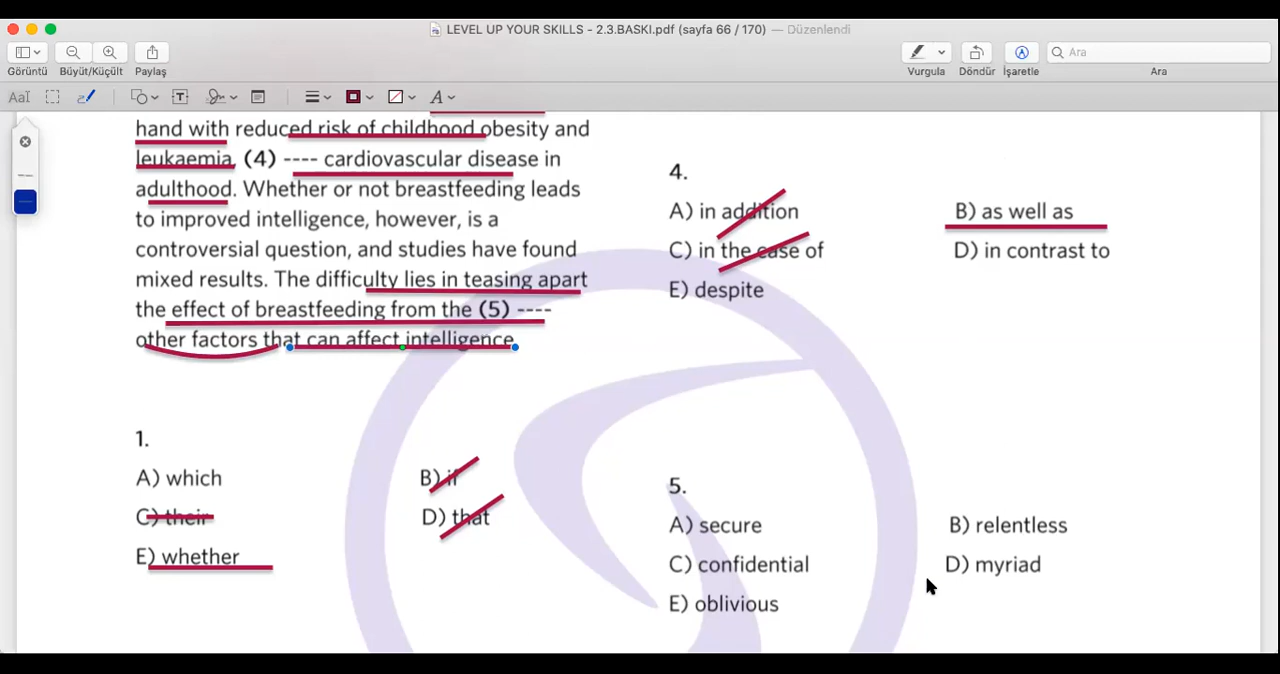 LEVEL UP YOUR SKILLS - 2.3.BASKI.pdf (sayfa 66 / 170) — Düzenlendi
Görüntü
Büyüt/Küçült
Paylaş
Vurgula
Döndür
İşaretle
Ara
Ara
AaI
T
A
hand with reduced risk of childhood obesity and
leukaemia, (4) ---- cardiovascular disease in
adulthood. Whether or not breastfeeding leads
to improved intelligence, however, is a
controversial question, and studies have found
mixed results. The difficulty lies in teasing apart
the effect of breastfeeding from the (5) ----
other factors that can affect intelligence.
1.
A) which
B) if
C) their
D) that
E) whether
4.
A) in addition
B) as well as
C) in the case of
D) in contrast to
E) despite
5.
A) secure
B) relentless
C) confidential
D) myriad
E) oblivious